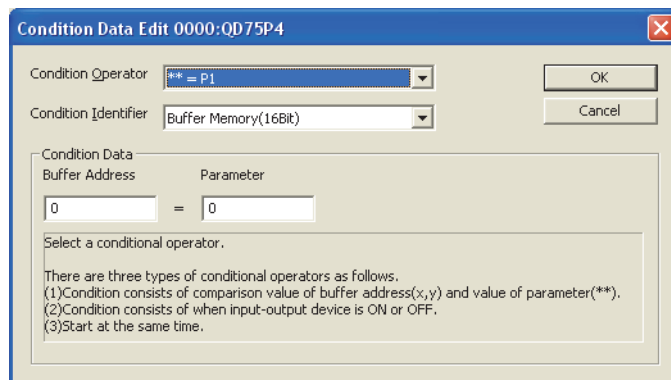 Condition Data Edit 0000:QD75P4
Condition Operator ** = P1 OK
Condition Identifier Buffer Memory(16Bit) Cancel
Condition Data
Buffer Address Parameter
0 = 0
Select a conditional operator.
There are three types of conditional operators as follows.
(1)Condition consists of comparison value of buffer address(x,y) and value of parameter(**).
(2)Condition consists of when input-output device is ON or OFF.
(3)Start at the same time.